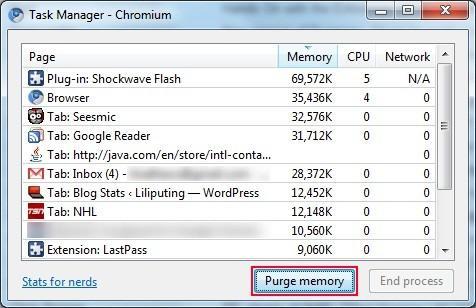 Task Manager - Chromium
Page Memory CPU Network
Plug-in: Shockwave Flash 69,572K 5 N/A
Browser 35,436K 4 0
Tab: Seesmic 32,576K 0 0
Tab: Google Reader 31,712K 0 0
Tab: http://java.com/en/store/intl-conta... 0
Tab: Inbox (4) - 28,372K 0 0
Tab: Blog Stats ‹ Liliputing — WordPress 12,452K 0 0
TSN Tab: NHL 12,148K 0 0
10,560K 0 0
Extension: LastPass 9,060K 0 0
Stats for nerds
Purge memory
End process